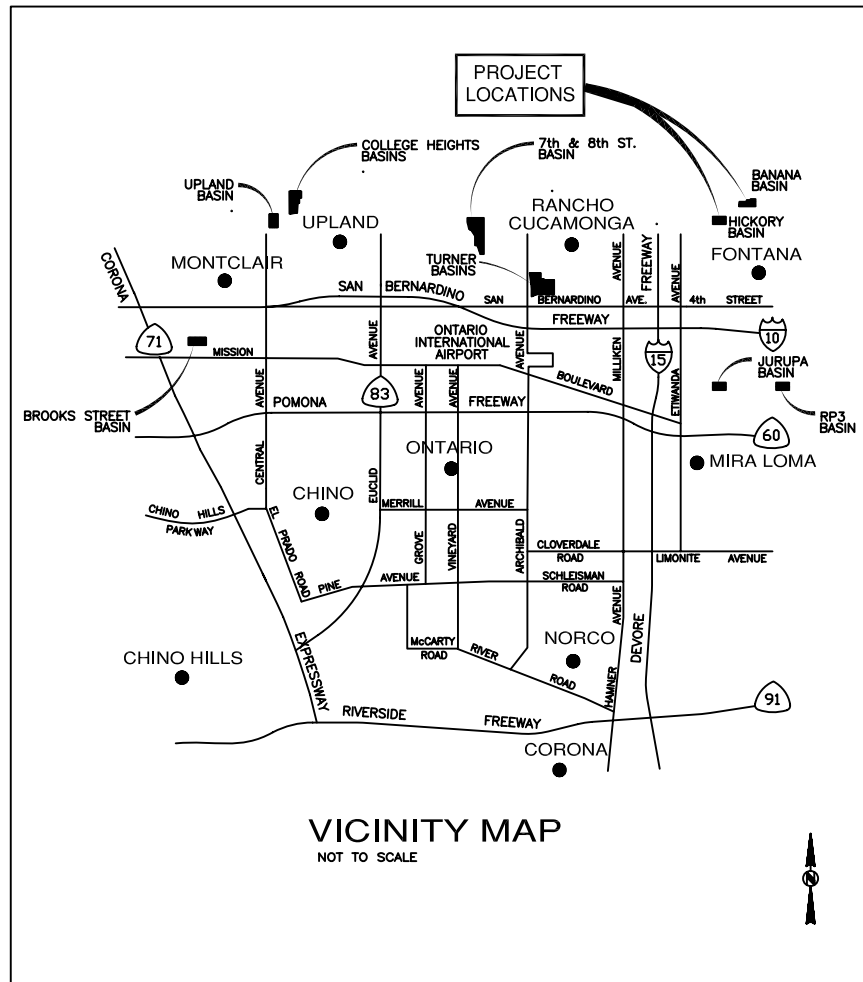 PROJECT
LOCATIONS
COLLEGE HEIGHTS
BASINS
7th & 8th ST.
BASIN
UPLAND
BASIN
BANANA
BASIN
HICKORY
BASIN
UPLAND
RANCHO
CUCAMONGA
MONTCLAIR
TURNER
BASINS
FONTANA
CORONA
SAN BERNARDINO
FREEWAY
SAN BERNARDINO AVE.
4th STREET
AVENUE
FREEWAY
AVENUE
71
MISSION
AVENUE
ONTARIO
INTERNATIONAL
AIRPORT
AVENUE
MILLIKEN
15
10
JURUPA
BASIN
BROOKS STREET
BASIN
AVENUE
POMONA
83
AVENUE
AVENUE
FREEWAY
BOULEVARD
ETIWANDA
RP3
BASIN
60
CENTRAL
ONTARIO
MIRA LOMA
EUCLID
CHINO
CHINO HILLS
PARKWAY
MERRILL AVENUE
EL PRADO ROAD
GROVE
VINEYARD
ARCHIBALD
CLOVERDALE
ROAD
LIMONITE AVENUE
PINE AVENUE
SCHLEISMAN
ROAD
AVENUE
McCARTY
ROAD
RIVER
ROAD
NORCO
HAMNER
DEVORE
CHINO HILLS
EXPRESSWAY
RIVERSIDE FREEWAY
91
CORONA
VICINITY MAP
NOT TO SCALE
N